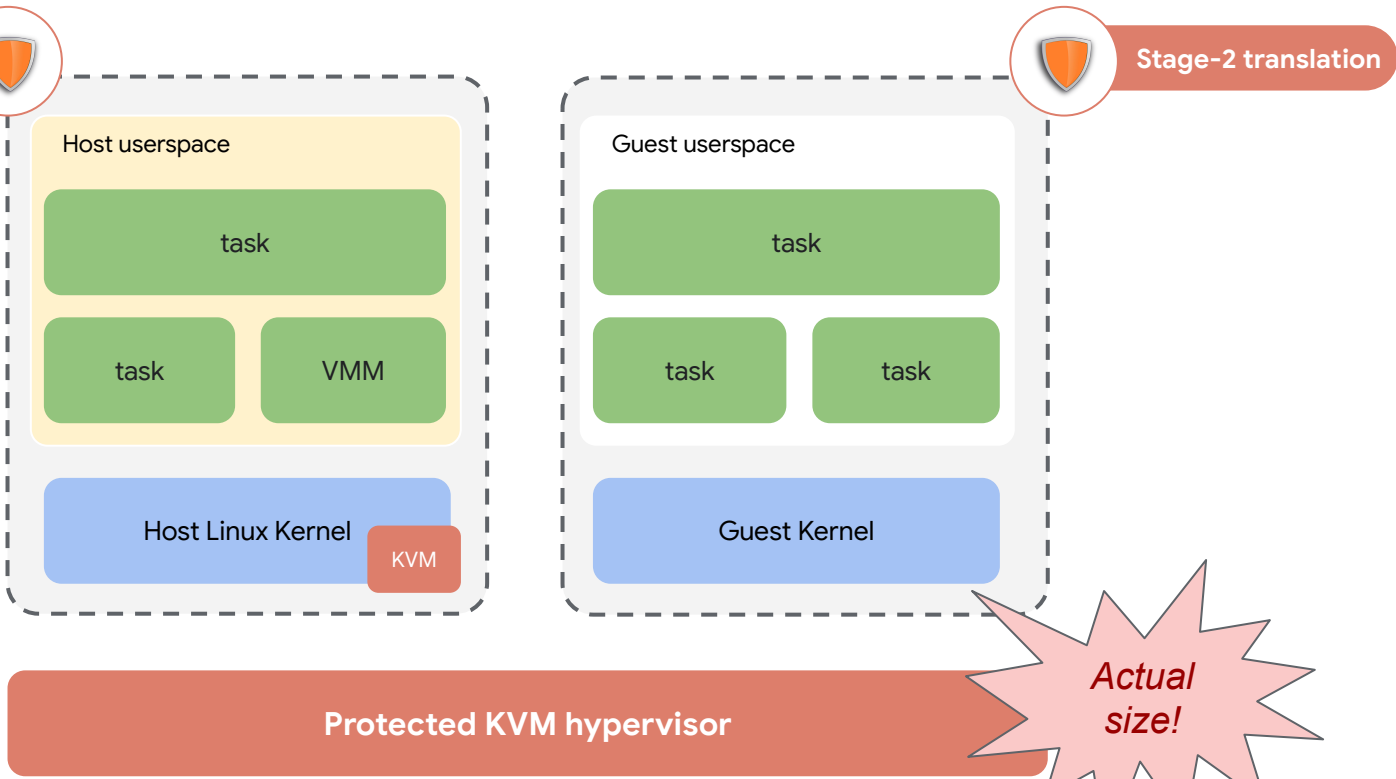 Stage-2 translation
Host userspace
task
task
VMM
Host Linux Kernel
KVM
Guest userspace
task
task
task
Guest Kernel
Protected KVM hypervisor
Actual
size!